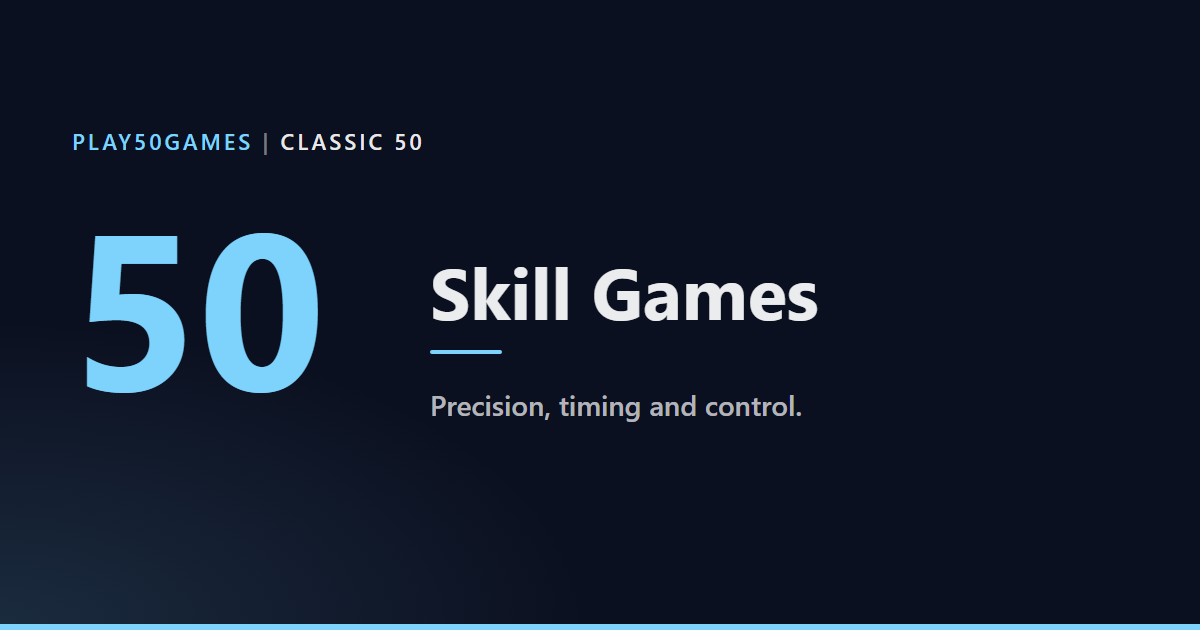 PLAY50GAMES | CLASSIC 50
50
Skill Games
Precision, timing and control.